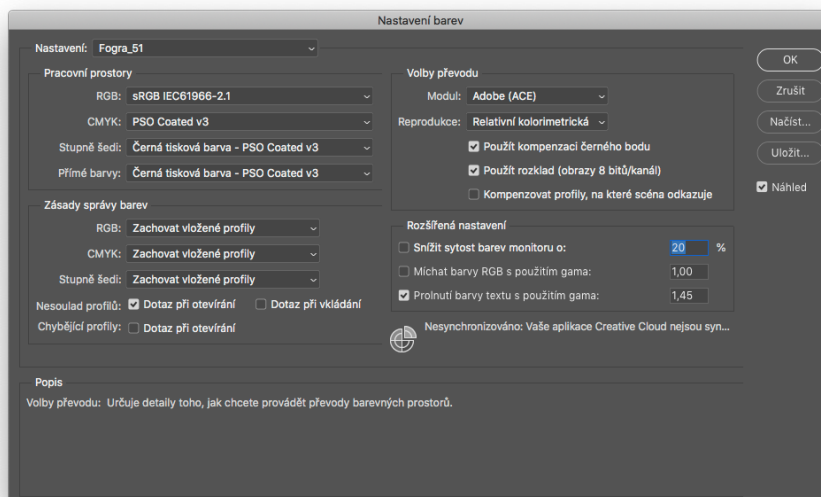 Nastavení barev
Nastavení: Fogra_51
Pracovní prostory
RGB: sRGB IEC61966-2.1
CMYK: PSO Coated v3
Stupně šedi: Černá tisková barva - PSO Coated v3
Přímé barvy: Černá tisková barva - PSO Coated v3
Zásady správy barev
RGB: Zachovat vložené profily
CMYK: Zachovat vložené profily
Stupně šedi: Zachovat vložené profily
Nesoulad profilů: Dotaz při otevírání Dotaz při vkládání
Chybějící profily: Dotaz při otevírání
Volby převodu
Modul: Adobe (ACE)
Reprodukce: Relativní kolorimetrická
Použít kompenzaci černého bodu
Použít rozklad (obrazy 8 bitů/kanál)
Kompenzovat profily, na které scéna odkazuje
Rozšířená nastavení
Snížit sytost barev monitoru o: 20 %
Míchat barvy RGB s použitím gama: 1,00
Prolnutí barvy textu s použitím gama: 1,45
Nesynchronizováno: Vaše aplikace Creative Cloud nejsou syn...
OK
Zrušit
Načíst...
Uložit...
Náhled
Popis
Volby převodu: Určuje detaily toho, jak chcete provádět převody barevných prostorů.